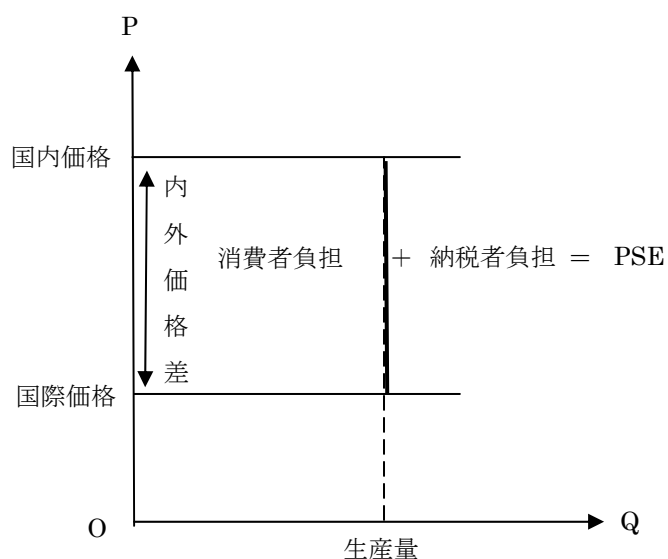 P
国内価格
内外価格差
消費者負担 + 納税者負担 = PSE
国際価格
O
Q
生産量